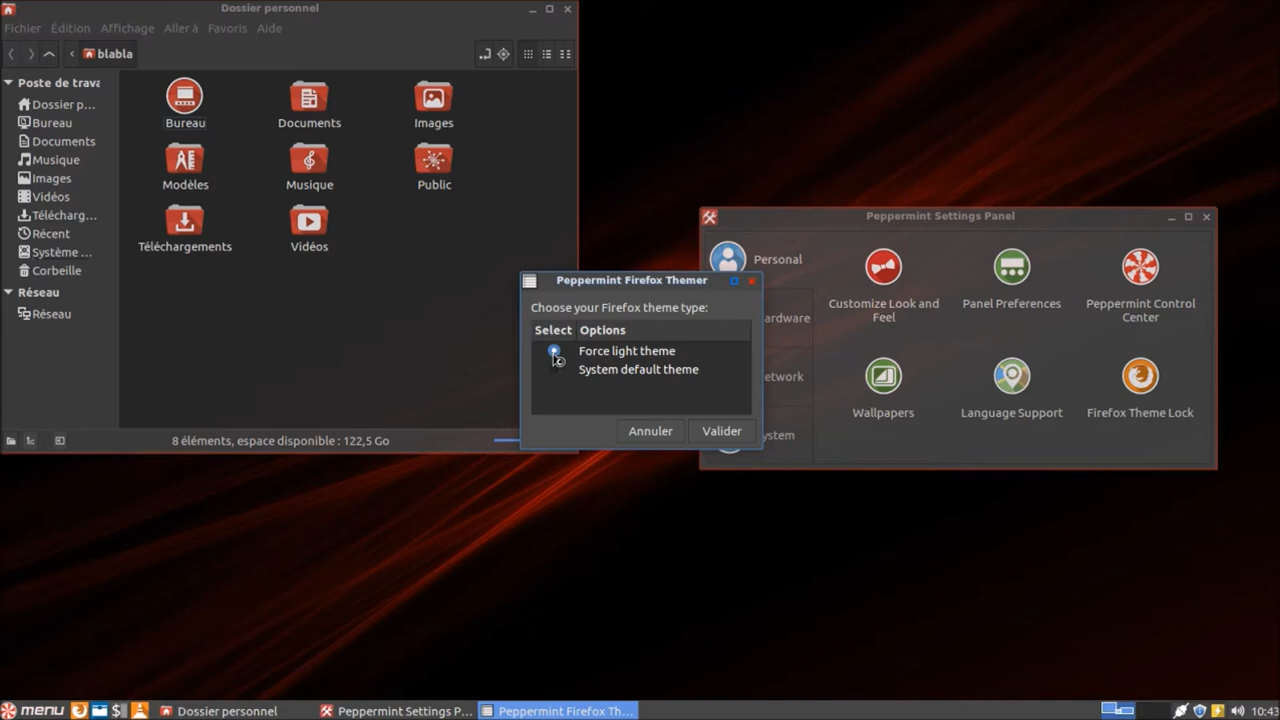 Dossier personnel
Fichier Édition Affichage Aller à Favoris Aide
blabla
Poste de trava
Dossier p...
Bureau
Documents
Musique
Images
Vidéos
Télécharg...
Récent
Système ...
Corbeille
Réseau
Réseau
Bureau
Documents
Images
Modèles
Musique
Public
Téléchargements
Vidéos
8 éléments, espace disponible : 122,5 Go
Peppermint Settings Panel
Personal
ardware
etwork
ystem
Customize Look and
Feel
Panel Preferences
Peppermint Control
Center
Wallpapers
Language Support
Firefox Theme Lock
Peppermint Firefox Themer
Choose your Firefox theme type:
Select Options
Force light theme
System default theme
Annuler
Valider
menu
Dossier personnel
Peppermint Settings P...
Peppermint Firefox Th...
10:43